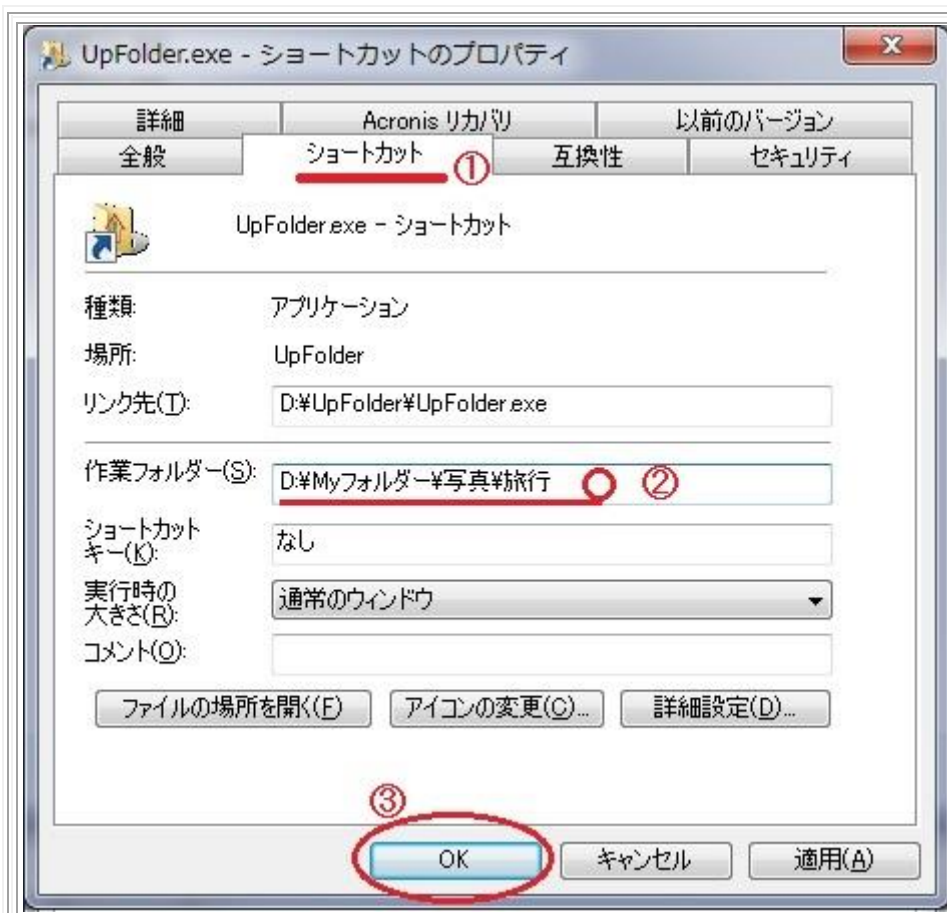 UpFolder.exe - ショートカットのプロパティ
詳細 Acronis リカバリ 以前のバージョン
全般 ショートカット ① 互換性 セキュリティ
UpFolder.exe - ショートカット
種類: アプリケーション
場所: UpFolder
リンク先(T): D:¥UpFolder¥UpFolder.exe
作業フォルダー(S): D:¥Myフォルダー¥写真¥旅行 ②
ショートカット
キー(K): なし
実行時の
大きさ(R): 通常のウィンドウ
コメント(O):
ファイルの場所を開く(F) アイコンの変更(C)... 詳細設定(D)...
③
OK キャンセル 適用(A)